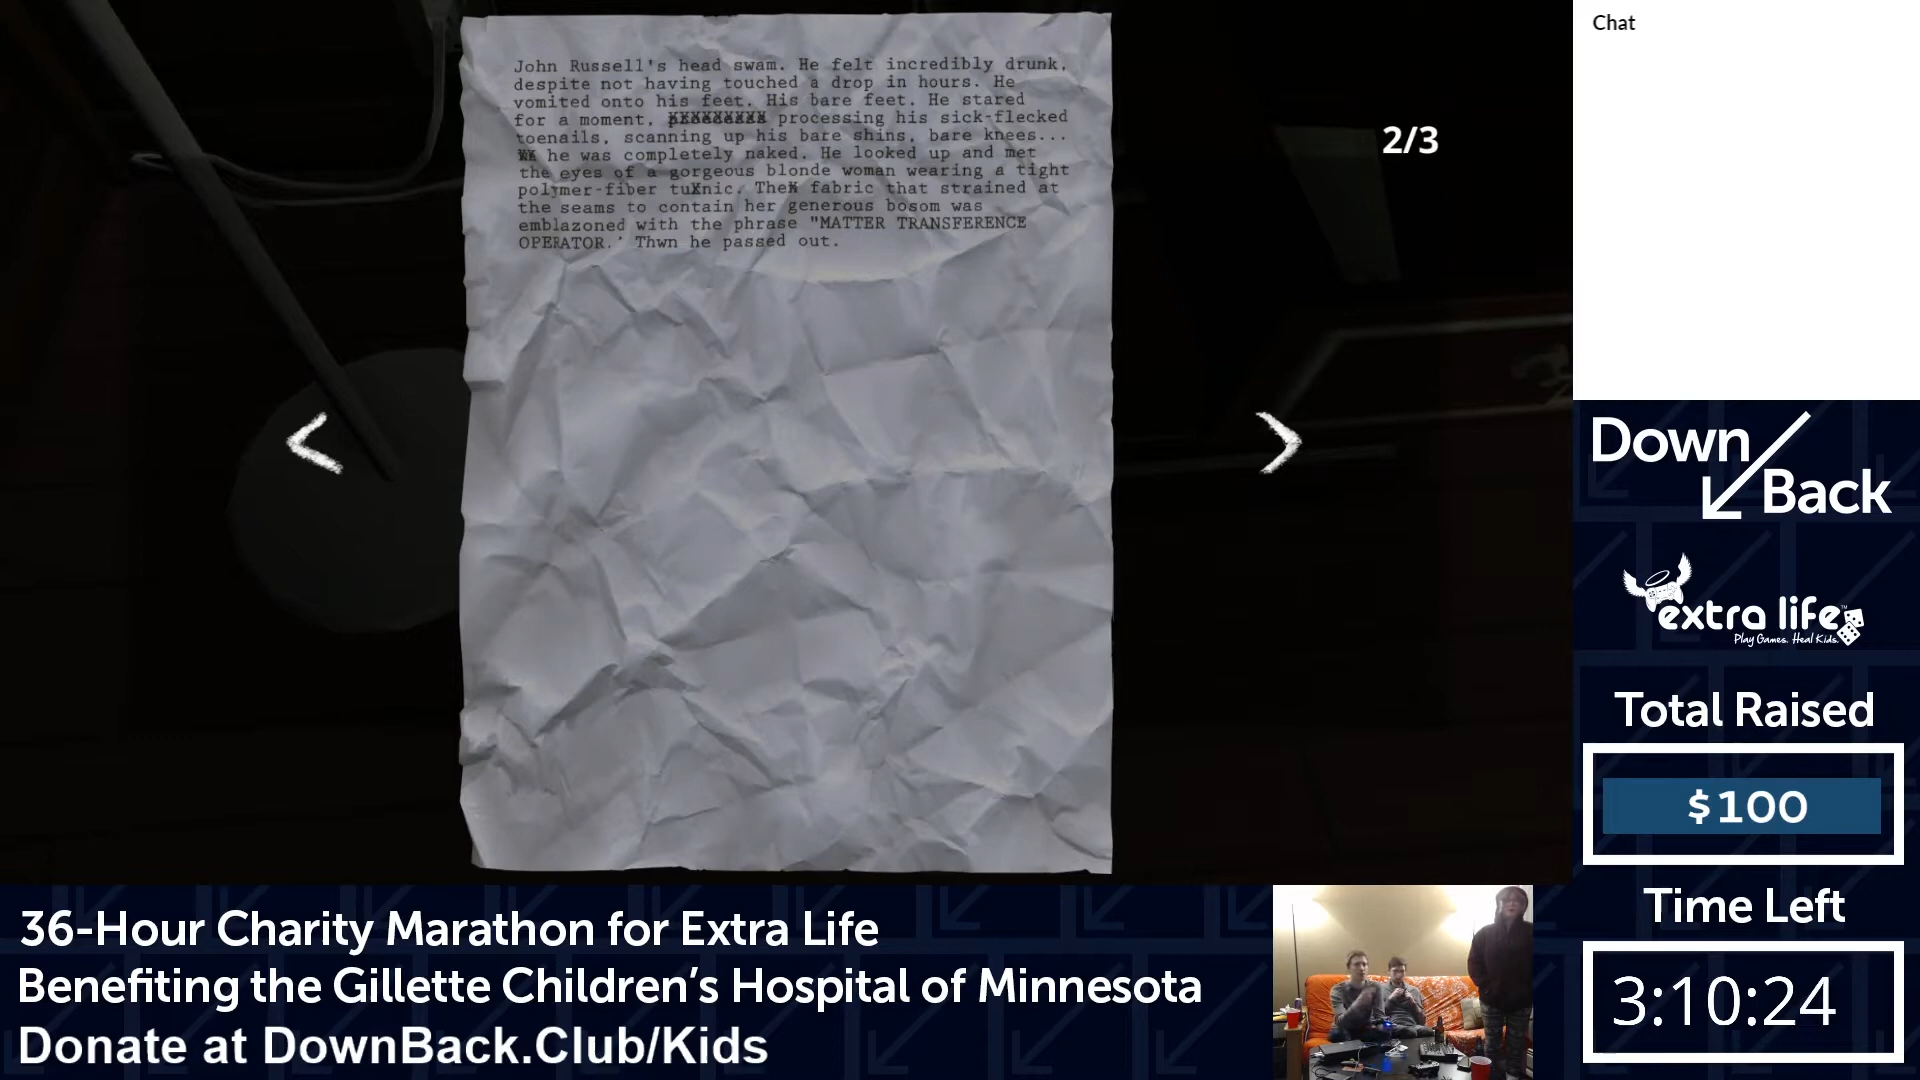 John Russell's head swam. He felt incredibly drunk,
despite not having touched a drop in hours. He
vomited onto his feet. His bare feet. He stared
for a moment, processing his sick-flecked
toenails, scanning up his bare shins, bare knees...
he was completely naked. He looked up and met
the eyes of a gorgeous blonde woman wearing a tight
polymer-fiber tuXnic. TheX fabric that strained at
the seams to contain her generous bosom was
emblazoned with the phrase "MATTER TRANSFERENCE
OPERATOR.' Thwn he passed out.
2/3
Chat
Down
Back
extra life
Play Games. Heal Kids.
Total Raised
$100
Time Left
3:10:24
36-Hour Charity Marathon for Extra Life
Benefiting the Gillette Children's Hospital of Minnesota
Donate at DownBack.Club/Kids